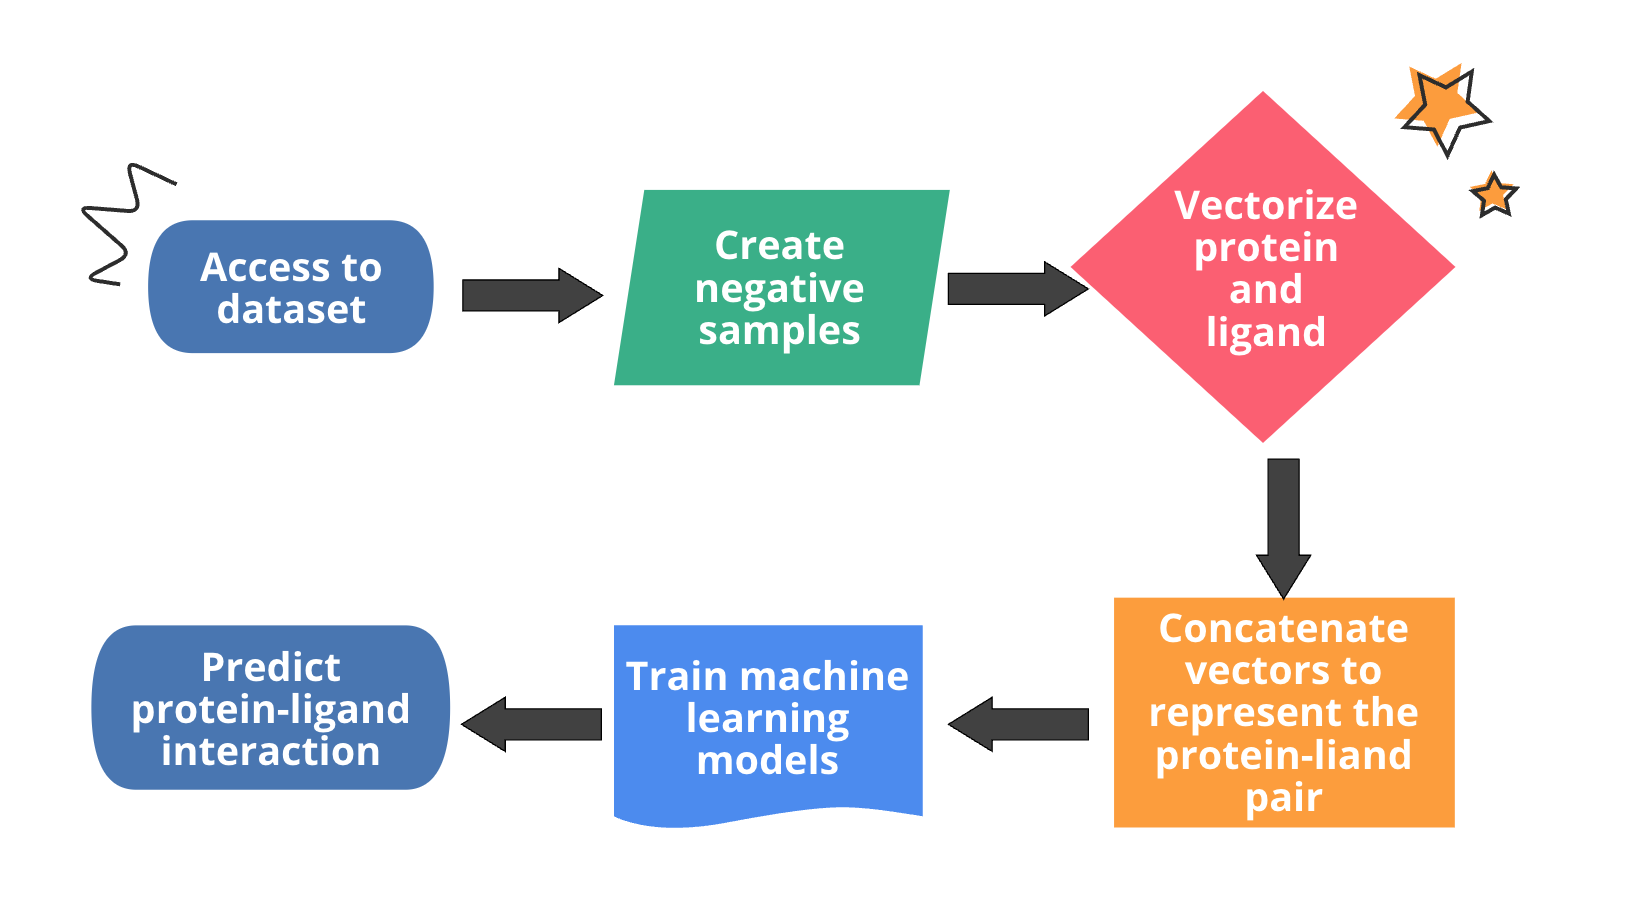 Access to
dataset
Create
negative
samples
Vectorize
protein
and
ligand
Concatenate
vectors to
represent the
protein-liand
pair
Train machine
learning
models
Predict
protein-ligand
interaction